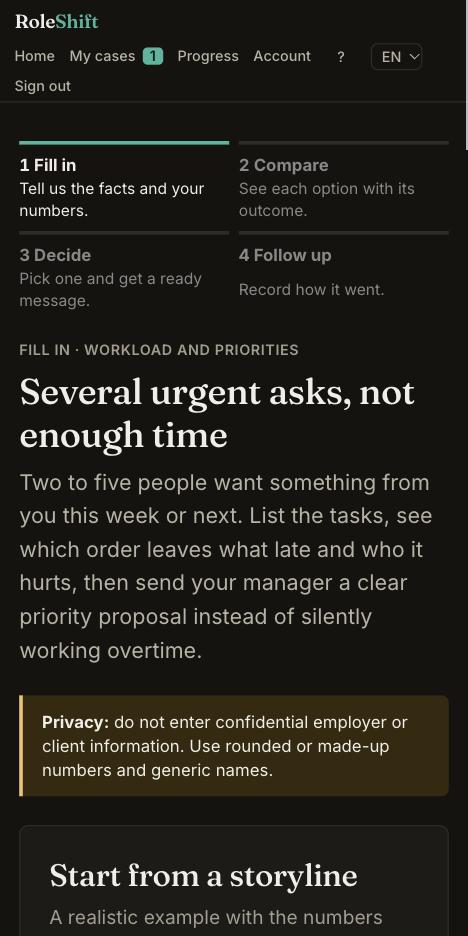 RoleShift
Home My cases 1 Progress Account ? EN
Sign out
1 Fill in
Tell us the facts and your
numbers.
2 Compare
See each option with its
outcome.
3 Decide
Pick one and get a ready
message.
4 Follow up
Record how it went.
FILL IN · WORKLOAD AND PRIORITIES
Several urgent asks, not
enough time
Two to five people want something from
you this week or next. List the tasks, see
which order leaves what late and who it
hurts, then send your manager a clear
priority proposal instead of silently
working overtime.
Privacy: do not enter confidential employer or
client information. Use rounded or made-up
numbers and generic names.
Start from a storyline
A realistic example with the numbers